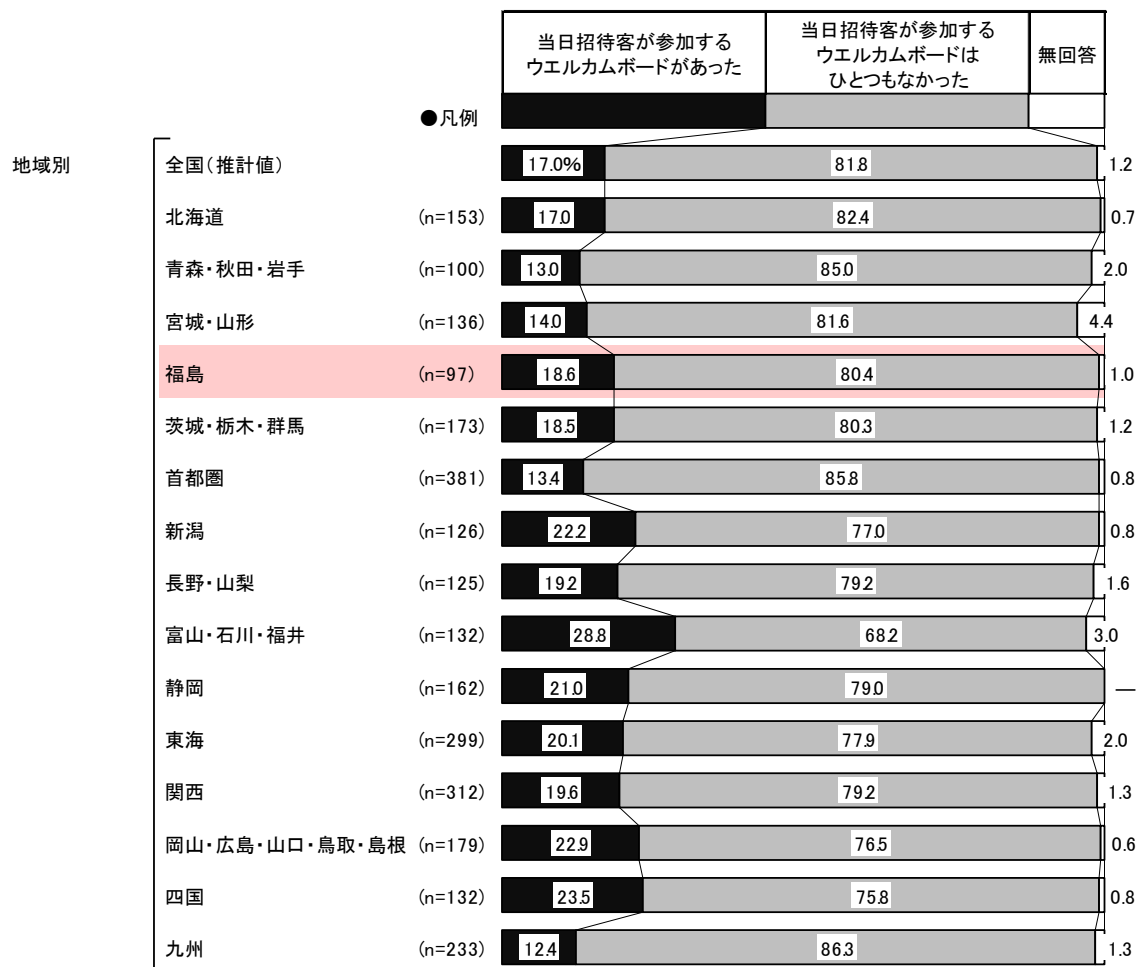 当日招待客が参加する
ウエルカムボードがあった
当日招待客が参加する
ウエルカムボードは
ひとつもなかった
無回答
●凡例
地域別
全国(推計値) 17.0% 81.8 1.2
北海道 (n=153) 17.0 82.4 0.7
青森・秋田・岩手 (n=100) 13.0 85.0 2.0
宮城・山形 (n=136) 14.0 81.6 4.4
福島 (n=97) 18.6 80.4 1.0
茨城・栃木・群馬 (n=173) 18.5 80.3 1.2
首都圏 (n=381) 13.4 85.8 0.8
新潟 (n=126) 22.2 77.0 0.8
長野・山梨 (n=125) 19.2 79.2 1.6
富山・石川・福井 (n=132) 28.8 68.2 3.0
静岡 (n=162) 21.0 79.0 —
東海 (n=299) 20.1 77.9 2.0
関西 (n=312) 19.6 79.2 1.3
岡山・広島・山口・鳥取・島根 (n=179) 22.9 76.5 0.6
四国 (n=132) 23.5 75.8 0.8
九州 (n=233) 12.4 86.3 1.3